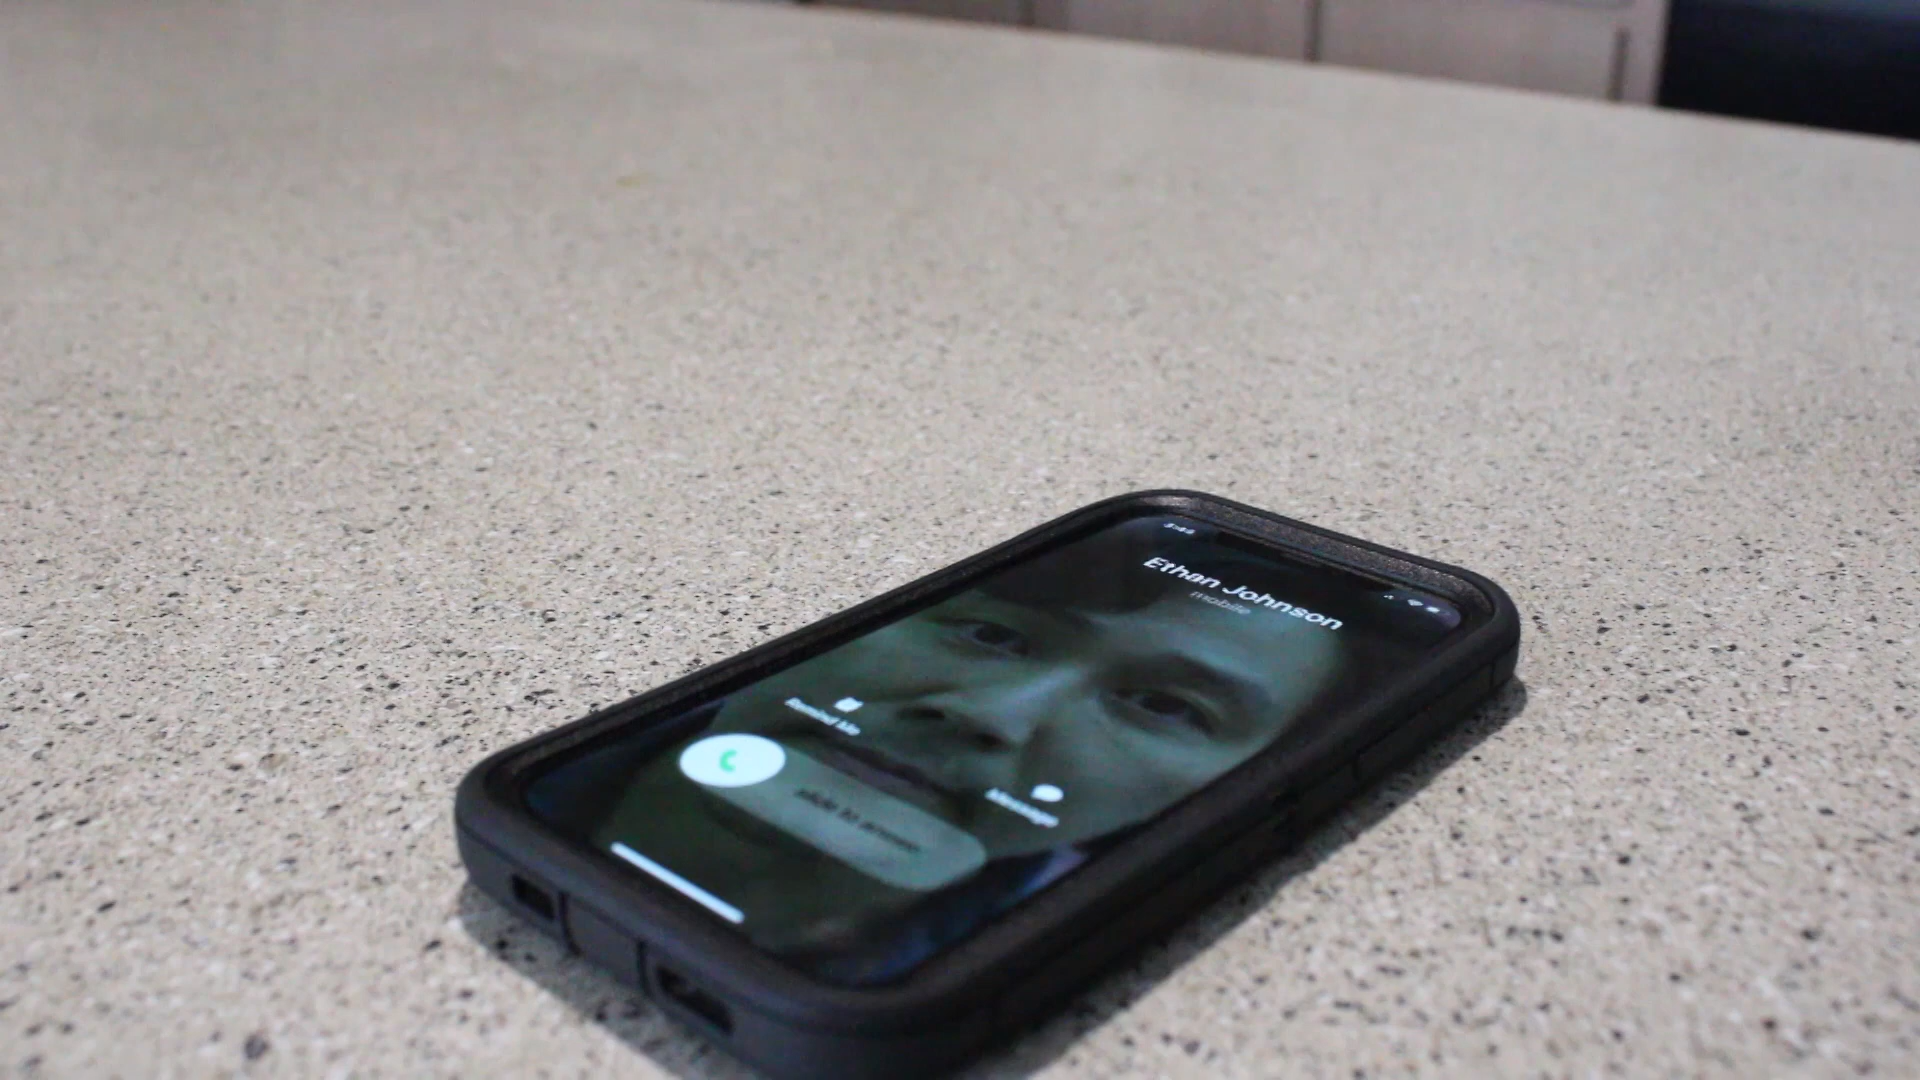 Ethan Johnson
mobile
Remind Me
Message
slide to answer